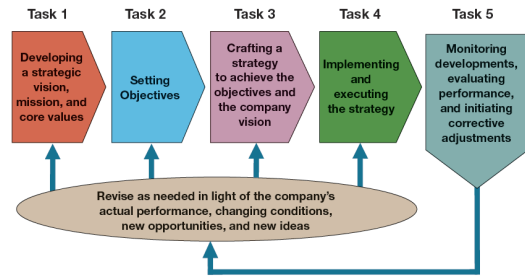 Task 1
Task 2
Task 3
Task 4
Task 5
Developing
a strategic
vision,
mission, and
core values
Setting
Objectives
Crafting a
strategy
to achieve the
objectives and
the company
vision
Implementing
and
executing
the strategy
Monitoring
developments,
evaluating
performance,
and initiating
corrective
adjustments
Revise as needed in light of the company's
actual performance, changing conditions,
new opportunities, and new ideas